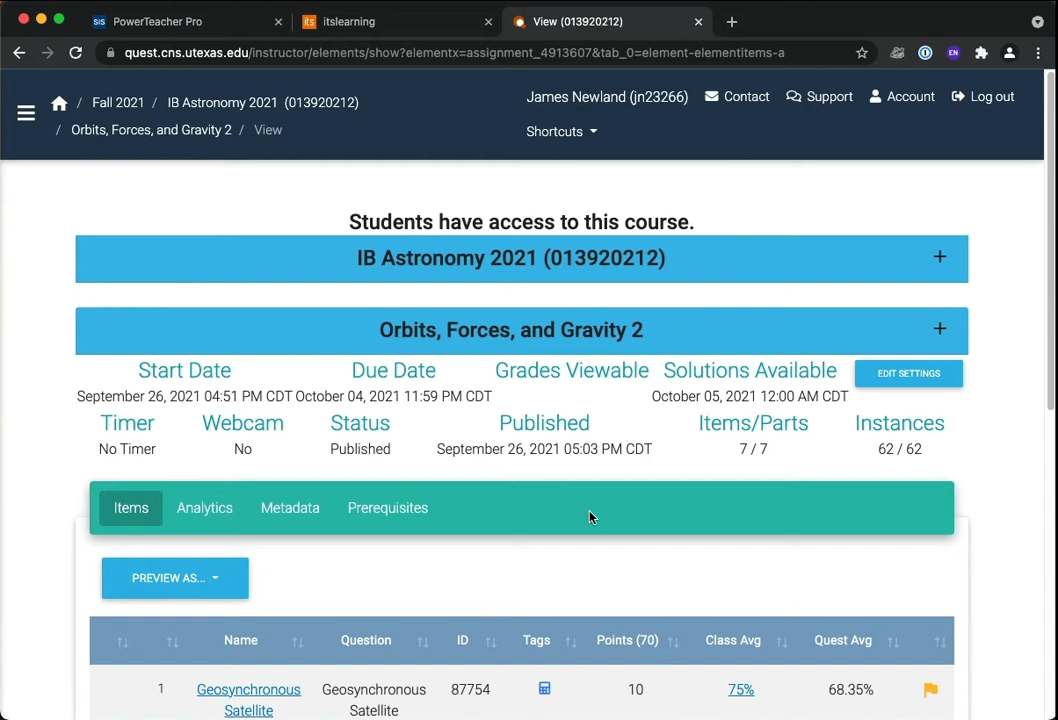 SIS PowerTeacher Pro
its itslearning
View (013920212)
quest.cns.utexas.edu/instructor/elements/show?elementx=assignment_4913607&tab_0=element-elementitems-a
EN
/ Fall 2021 / IB Astronomy 2021 (013920212)
/ Orbits, Forces, and Gravity 2 / View
James Newland (jn23266) Contact Support Account Log out
Shortcuts
Students have access to this course.
IB Astronomy 2021 (013920212) +
Orbits, Forces, and Gravity 2 +
Start Date Due Date Grades Viewable Solutions Available EDIT SETTINGS
September 26, 2021 04:51 PM CDT October 04, 2021 11:59 PM CDT October 05, 2021 12:00 AM CDT
Timer Webcam Status Published Items/Parts Instances
No Timer No Published September 26, 2021 05:03 PM CDT 7 / 7 62 / 62
Items Analytics Metadata Prerequisites
PREVIEW AS...
Name Question ID Tags Points (70) Class Avg Quest Avg
1 Geosynchronous Geosynchronous 87754 10 75% 68.35%
Satellite Satellite